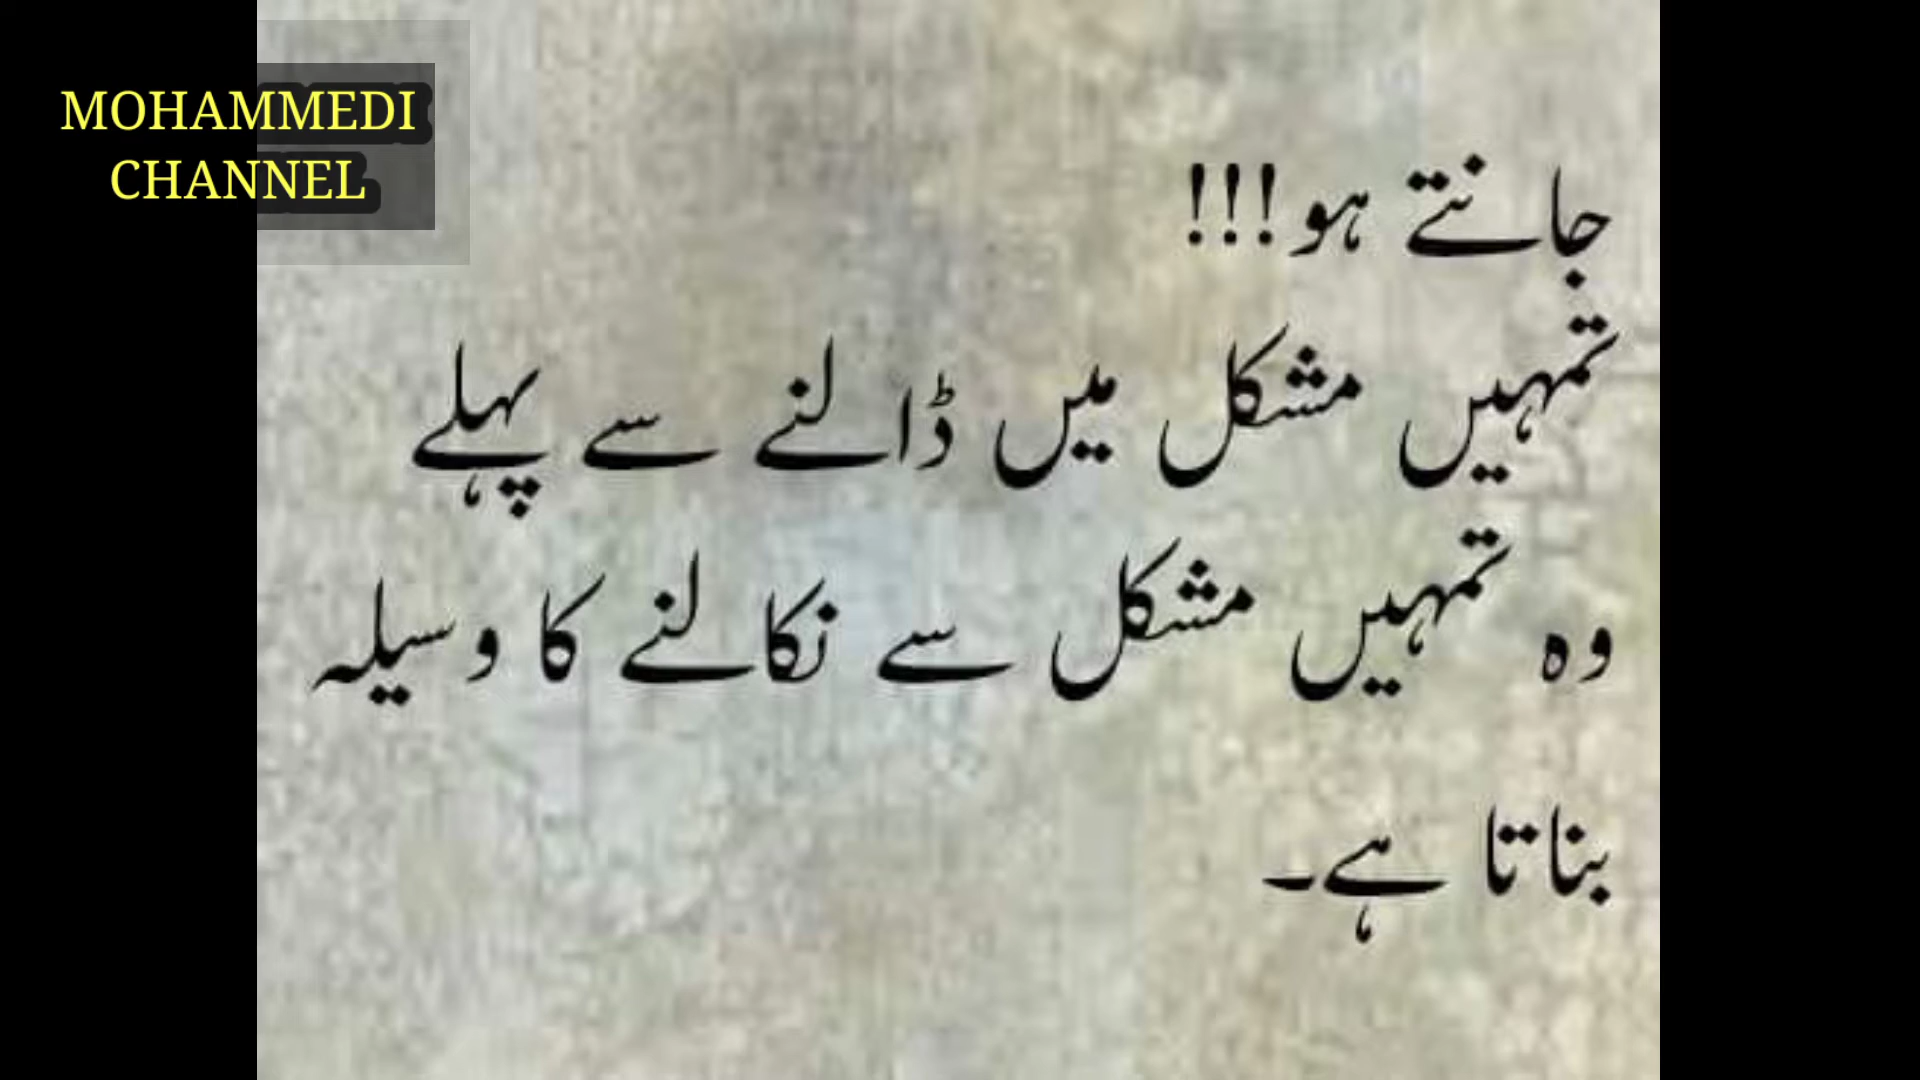 MOHAMMEDI
CHANNEL
جانتے ہو!!!
تمہیں مشکل میں ڈالنے سے پہلے
وہ تمہیں مشکل سے نکالنے کا وسیلہ
بناتا ہے۔